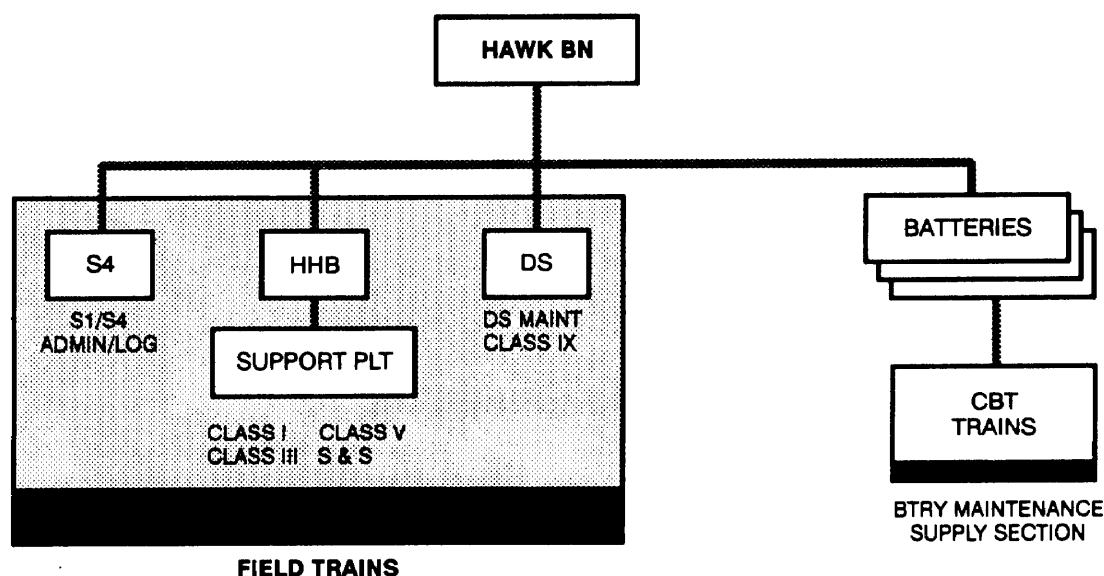 HAWK BN
S4
HHB
DS
BATTERIES
S1/S4
ADMIN/LOG
DS MAINT
CLASS IX
SUPPORT PLT
CLASS I CLASS V
CLASS III S & S
CBT
TRAINS
BTRY MAINTENANCE
SUPPLY SECTION
FIELD TRAINS